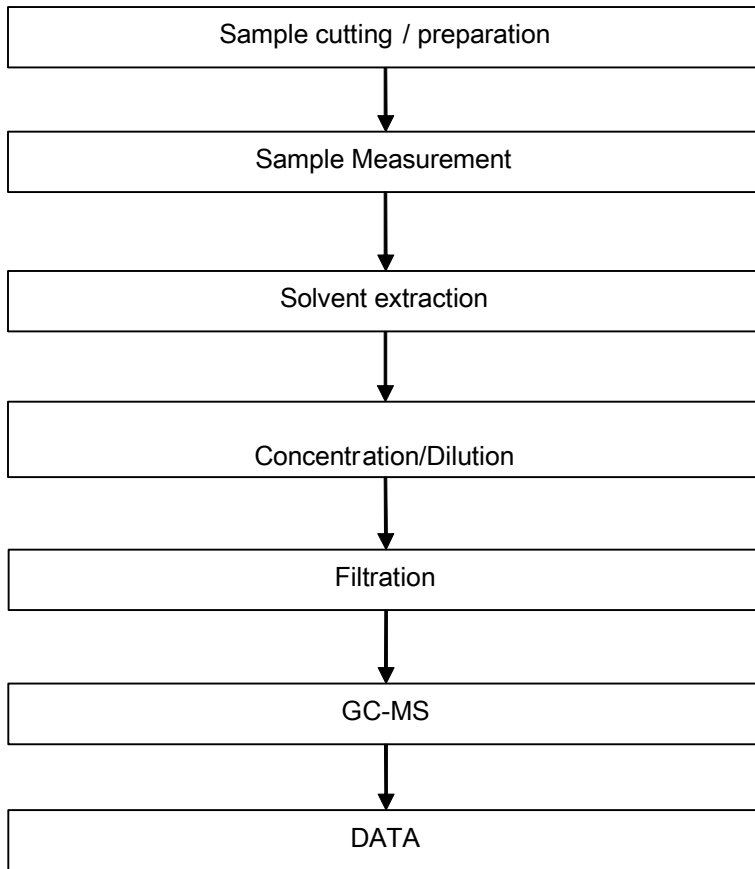 Sample cutting / preparation
Sample Measurement
Solvent extraction
Concentration/Dilution
Filtration
GC-MS
DATA